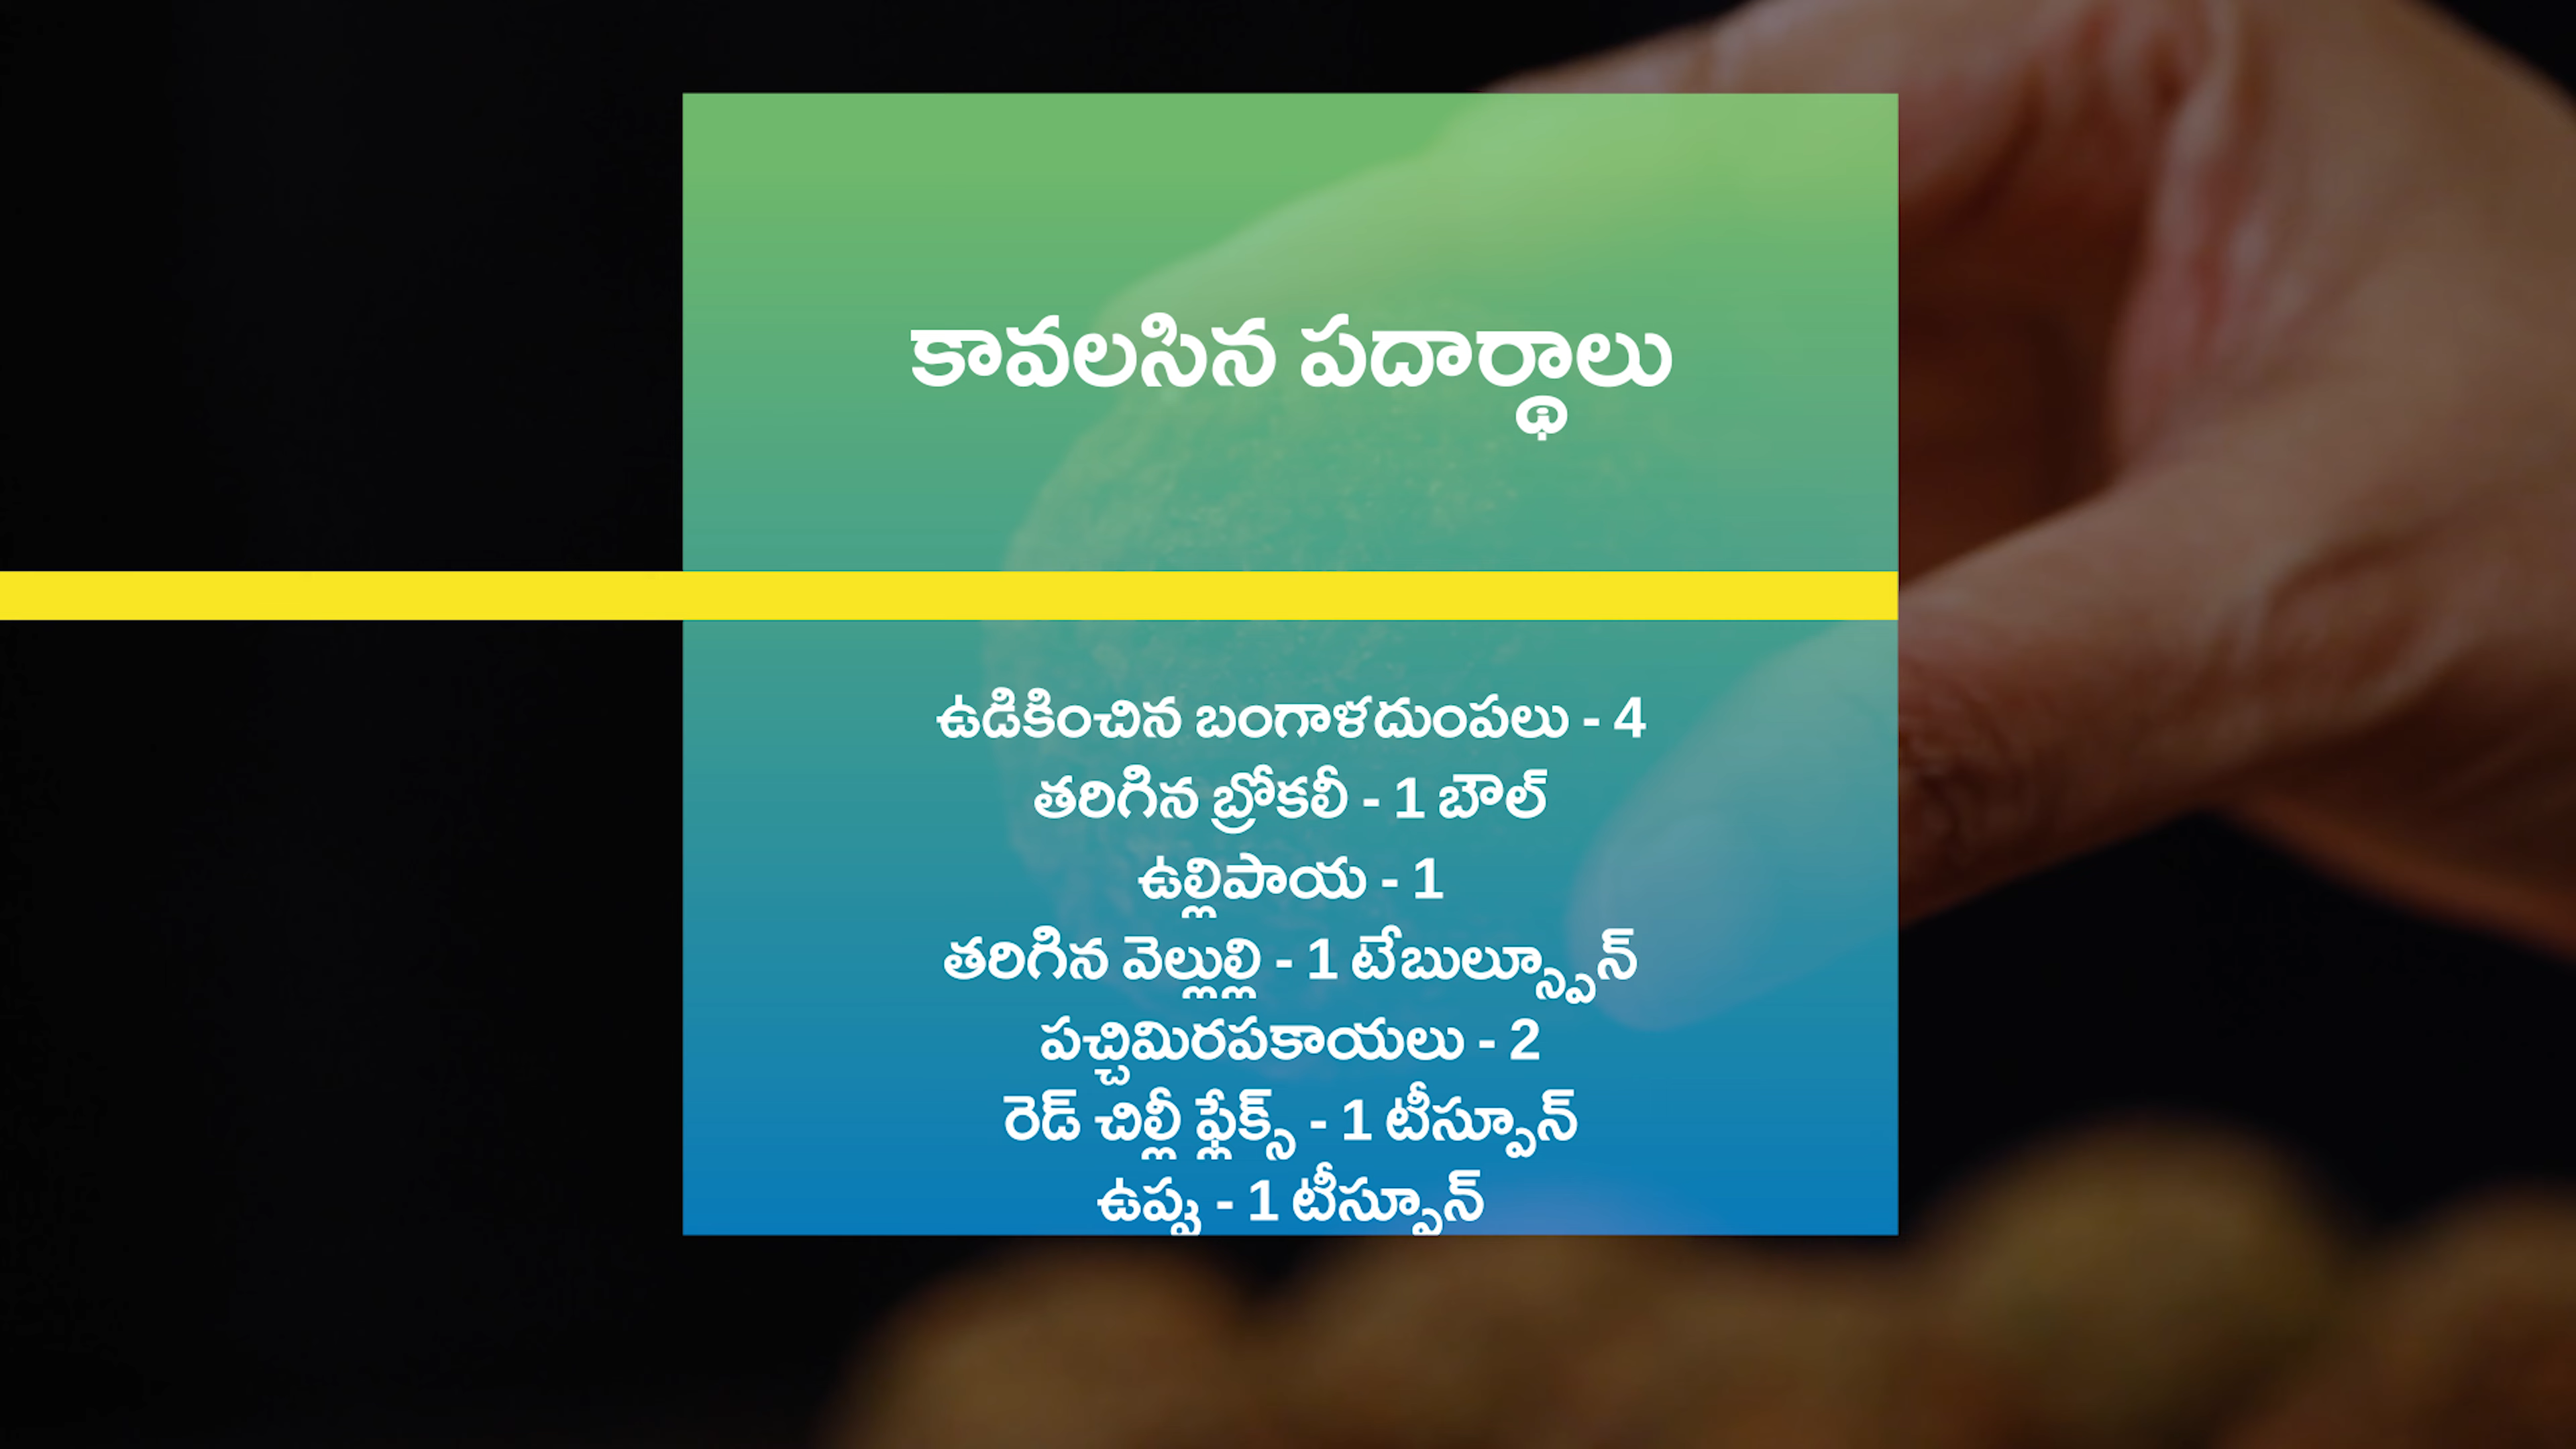 కావలసిన పదార్థాలు
ఉడికించిన బంగాళదుంపలు - 4
తరిగిన బ్రోకలీ - 1 బౌల్
ఉల్లిపాయ - 1
తరిగిన వెల్లుల్లి - 1 టేబుల్స్పూన్
పచ్చిమిరపకాయలు - 2
రెడ్ చిల్లీ ఫ్లేక్స్ - 1 టీస్పూన్
ఉప్పు - 1 టీస్పూన్